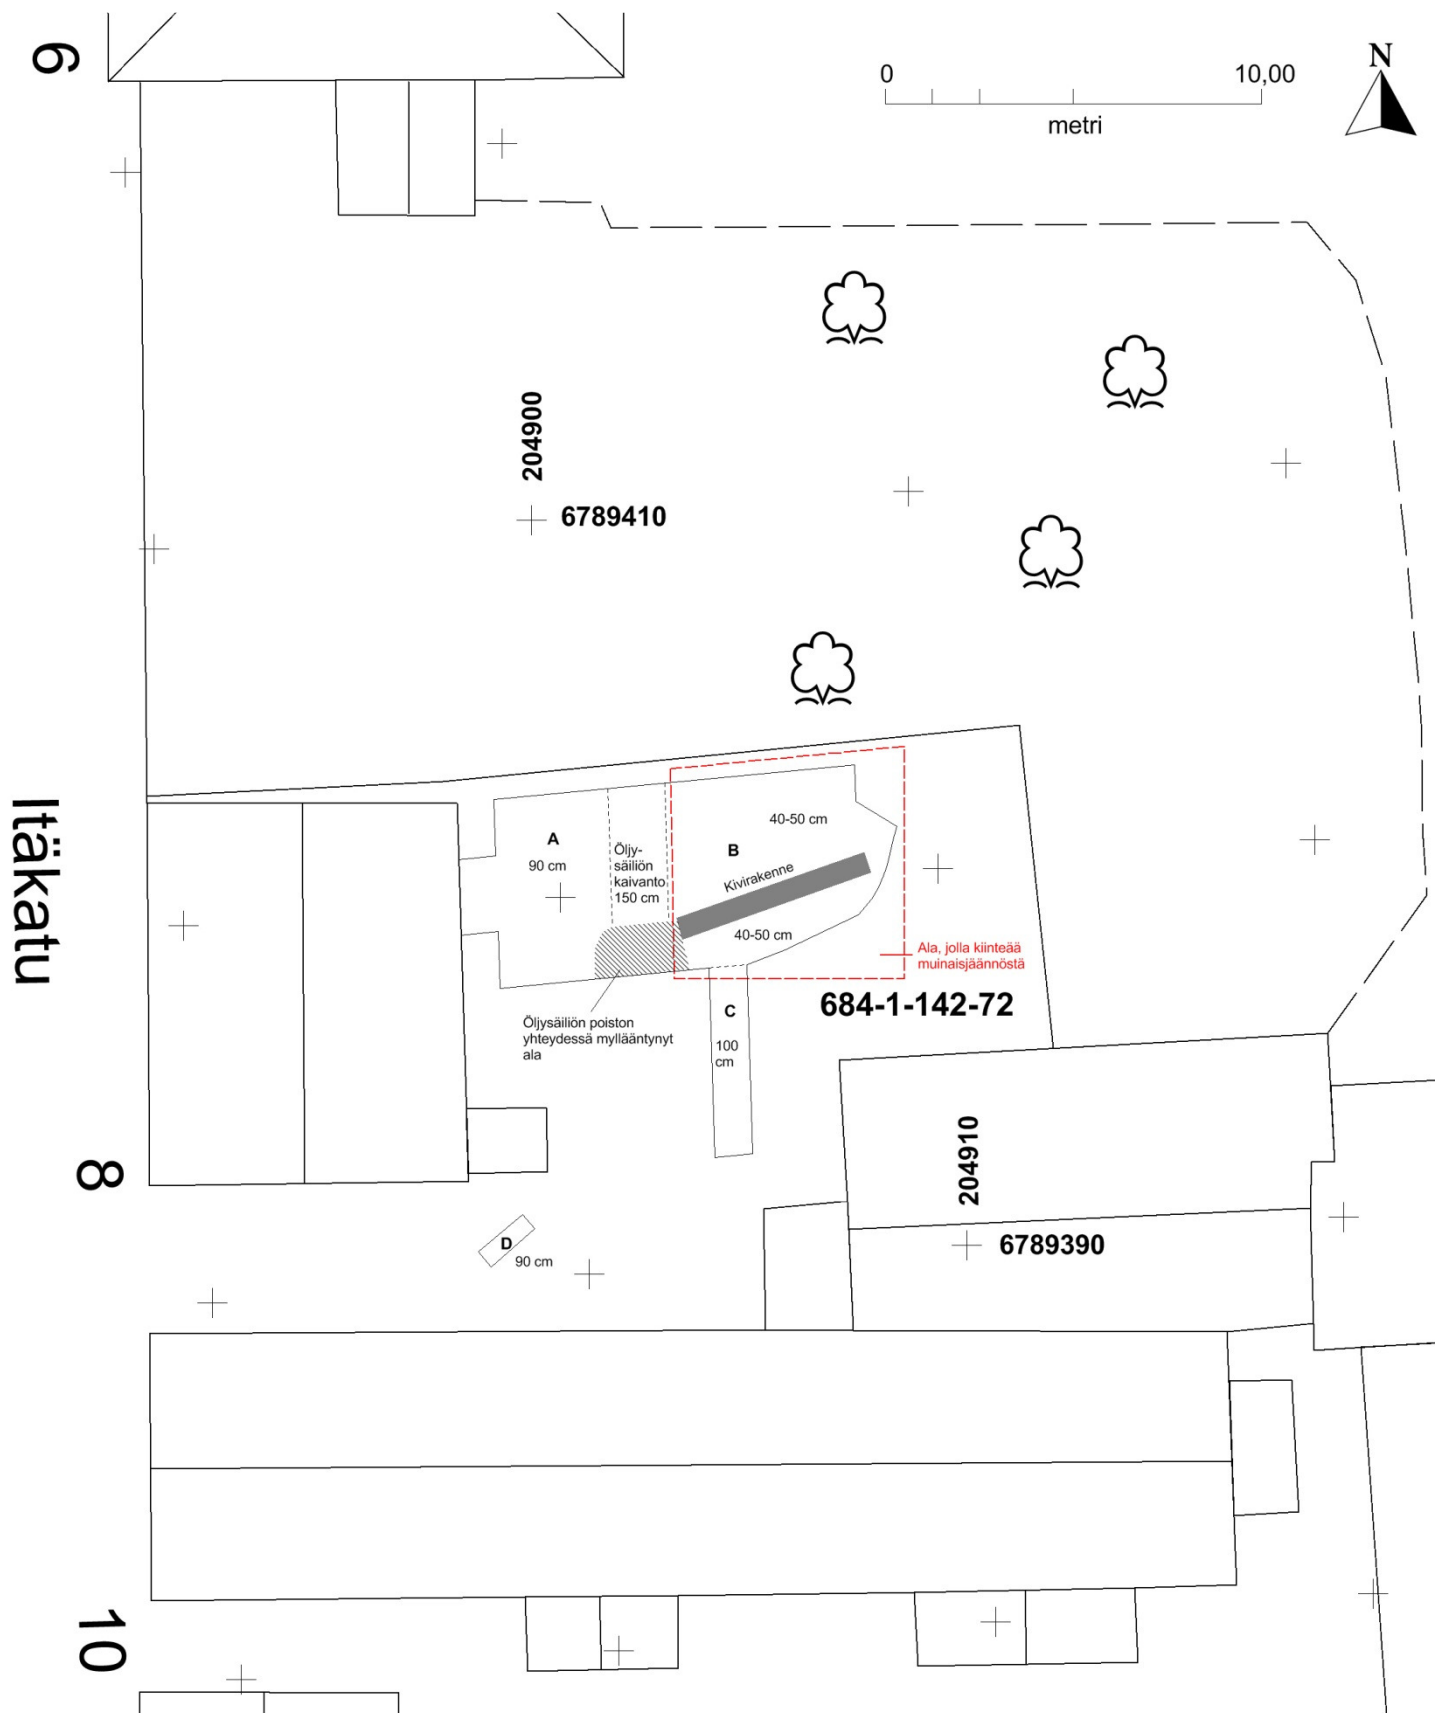 6
0
10,00
metri
N
204900
6789410
Itäkatu
A
90 cm
Öljy-
säiliön
kaivanto
150 cm
B
40-50 cm
Kivirakenne
40-50 cm
Ala, jolla kiinteää
muinaisjäännöstä
684-1-142-72
Öljysäiliön poiston
yhteydessä myllääntynyt
ala
C
100
cm
8
204910
6789390
D
90 cm
10